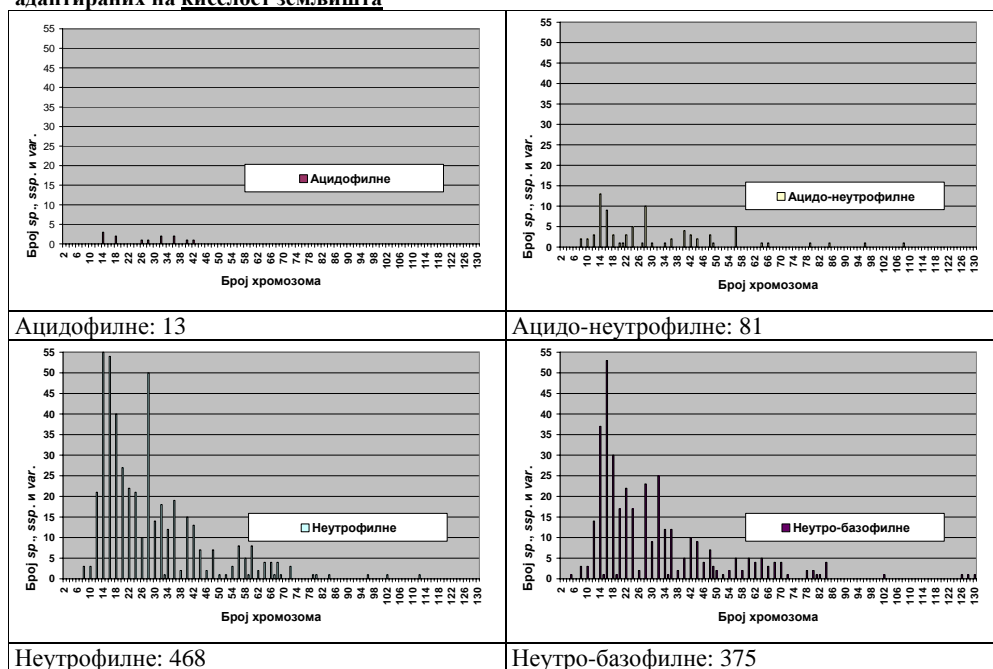 адаптираних на киселост земљишта
Број sp., ssp. и var.
55
50
45
40
35
30
25
20
15
10
5
0
Ацидофилне
2 6 10 14 18 22 26 30 34 38 42 46 50 54 58 62 66 70 74 78 82 86 90 94 98 102 106 110 114 118 122 126 130
Број хромозома
Ацидофилне: 13
Број sp., ssp. и var.
55
50
45
40
35
30
25
20
15
10
5
0
Ацидо-неутрофилне
2 6 10 14 18 22 26 30 34 38 42 46 50 54 58 62 66 70 74 78 82 86 90 94 98 102 106 110 114 118 122 126 130
Број хромозома
Ацидо-неутрофилне: 81
Број sp., ssp. и var.
55
50
45
40
35
30
25
20
15
10
5
0
Неутрофилне
2 6 10 14 18 22 26 30 34 38 42 46 50 54 58 62 66 70 74 78 82 86 90 94 98 102 106 110 114 118 122 126 130
Број хромозома
Неутрофилне: 468
Број sp., ssp. и var.
55
50
45
40
35
30
25
20
15
10
5
0
Неутро-базофилне
2 6 10 14 18 22 26 30 34 38 42 46 50 54 58 62 66 70 74 78 82 86 90 94 98 102 106 110 114 118 122 126 130
Број хромозома
Неутро-базофилне: 375